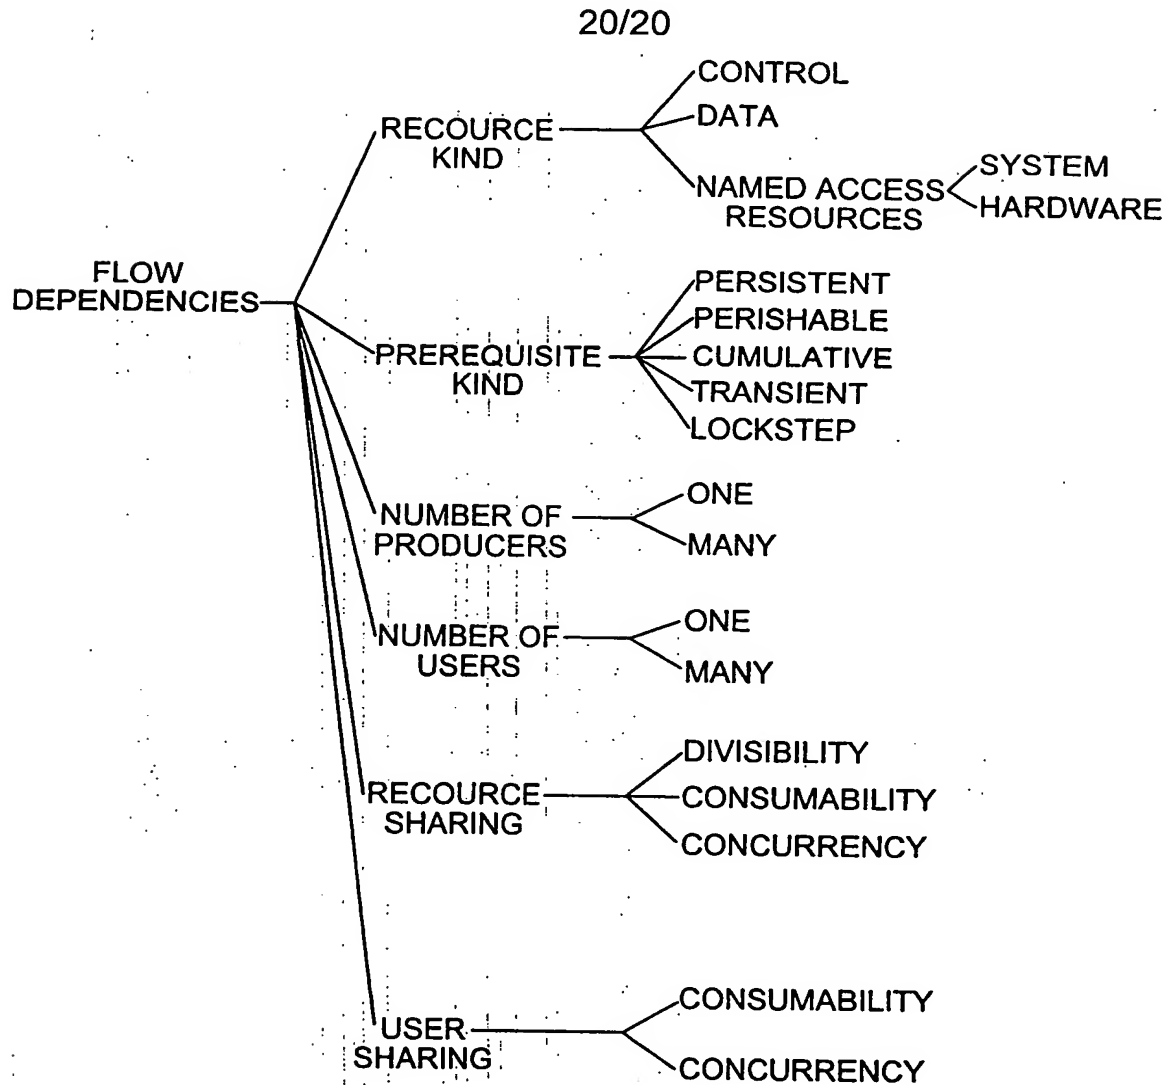 20/20
FLOW
DEPENDENCIES
RECOURCE
KIND
CONTROL
DATA
NAMED ACCESS
RESOURCES
SYSTEM
HARDWARE
PREREQUISITE
KIND
PERSISTENT
PERISHABLE
CUMULATIVE
TRANSIENT
LOCKSTEP
NUMBER OF
PRODUCERS
ONE
MANY
NUMBER OF
USERS
ONE
MANY
RECOURCE
SHARING
DIVISIBILITY
CONSUMABILITY
CONCURRENCY
USER
SHARING
CONSUMABILITY
CONCURRENCY